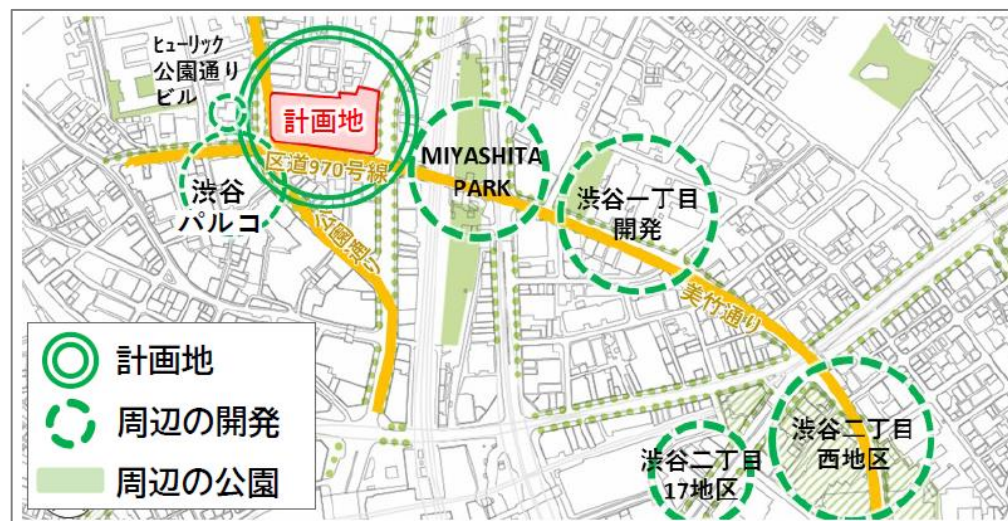 ヒューリック
公園通り
ビル
計画地
区道970号線
MIYASHITA
PARK
渋谷
パルコ
公園通り
渋谷一丁目
開発
美竹通り
渋谷二丁目
17地区
渋谷二丁目
西地区
計画地
周辺の開発
周辺の公園